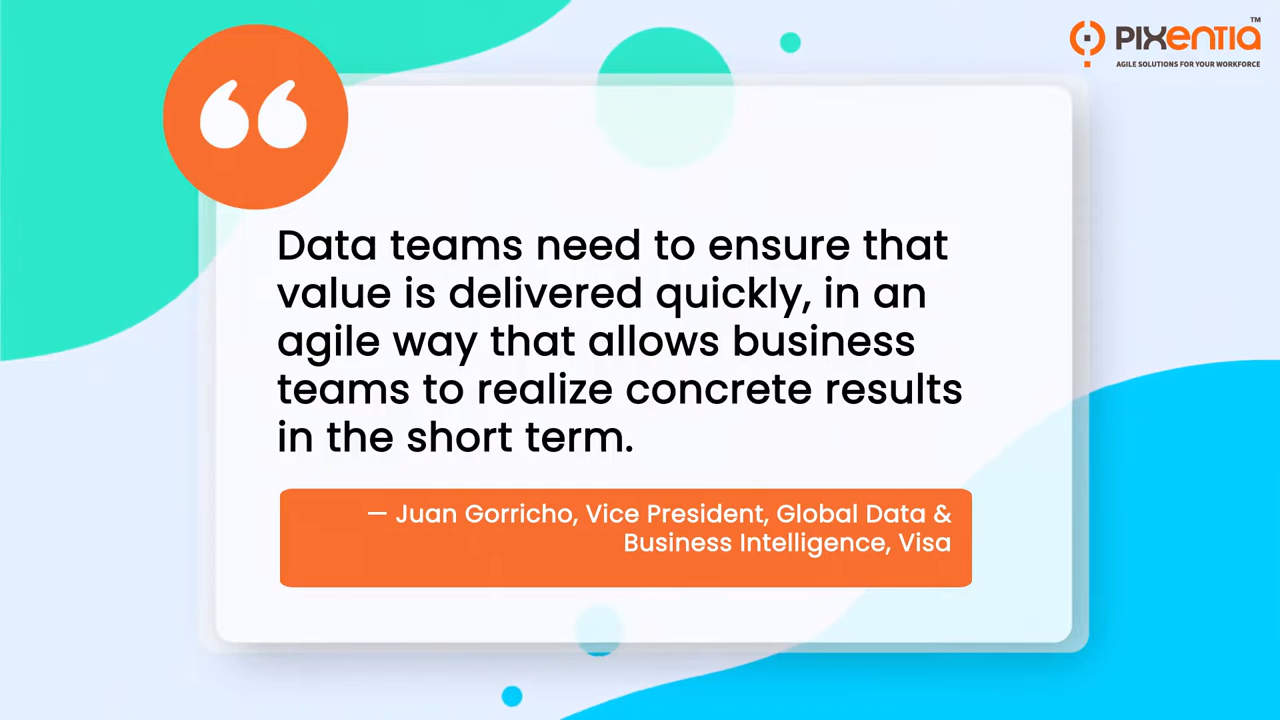 PIXENTIA™
AGILE SOLUTIONS FOR YOUR WORKFORCE
“
Data teams need to ensure that
value is delivered quickly, in an
agile way that allows business
teams to realize concrete results
in the short term.
— Juan Gorricho, Vice President, Global Data &
Business Intelligence, Visa